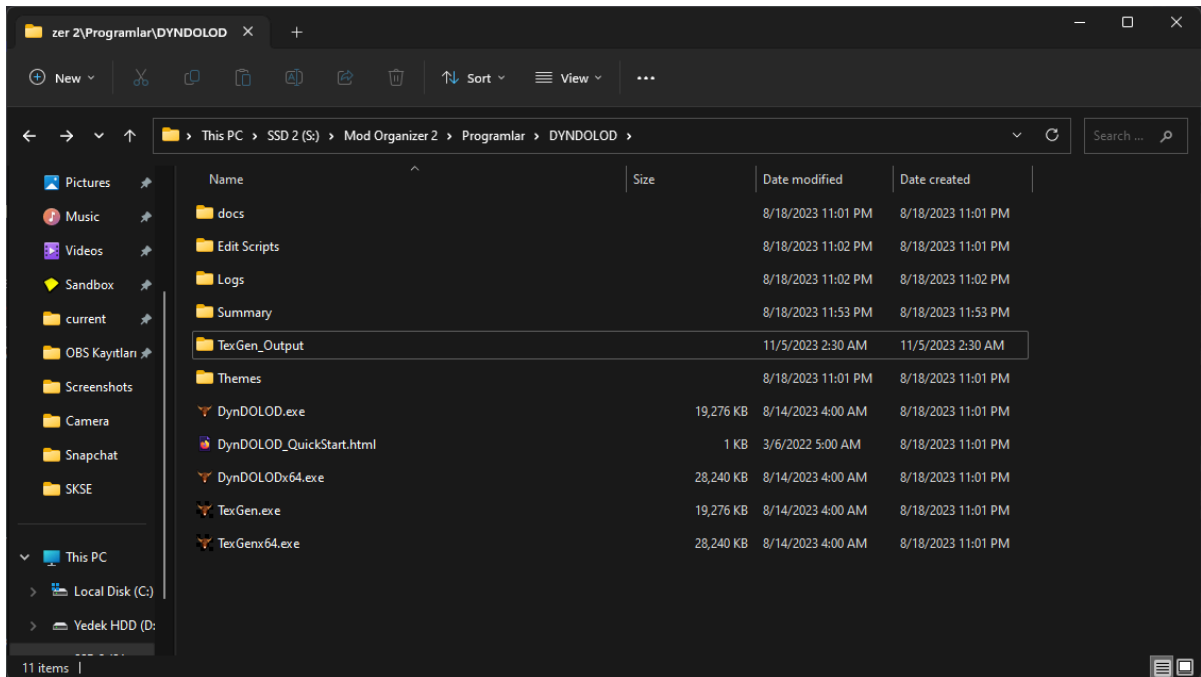 zer 2\Programlar\DYNDOLOD
New
Sort
View
This PC > SSD 2 (S:) > Mod Organizer 2 > Programlar > DYNDOLOD >
Search ...
Pictures
Music
Videos
Sandbox
current
OBS Kayıtları
Screenshots
Camera
Snapchat
SKSE
This PC
Local Disk (C:)
Yedek HDD (D:
Name Size Date modified Date created
docs 8/18/2023 11:01 PM 8/18/2023 11:01 PM
Edit Scripts 8/18/2023 11:02 PM 8/18/2023 11:01 PM
Logs 8/18/2023 11:02 PM 8/18/2023 11:02 PM
Summary 8/18/2023 11:53 PM 8/18/2023 11:53 PM
TexGen_Output 11/5/2023 2:30 AM 11/5/2023 2:30 AM
Themes 8/18/2023 11:01 PM 8/18/2023 11:01 PM
DynDOLOD.exe 19,276 KB 8/14/2023 4:00 AM 8/18/2023 11:01 PM
DynDOLOD_QuickStart.html 1 KB 3/6/2022 5:00 AM 8/18/2023 11:01 PM
DynDOLODx64.exe 28,240 KB 8/14/2023 4:00 AM 8/18/2023 11:01 PM
TexGen.exe 19,276 KB 8/14/2023 4:00 AM 8/18/2023 11:01 PM
TexGenx64.exe 28,240 KB 8/14/2023 4:00 AM 8/18/2023 11:01 PM
11 items